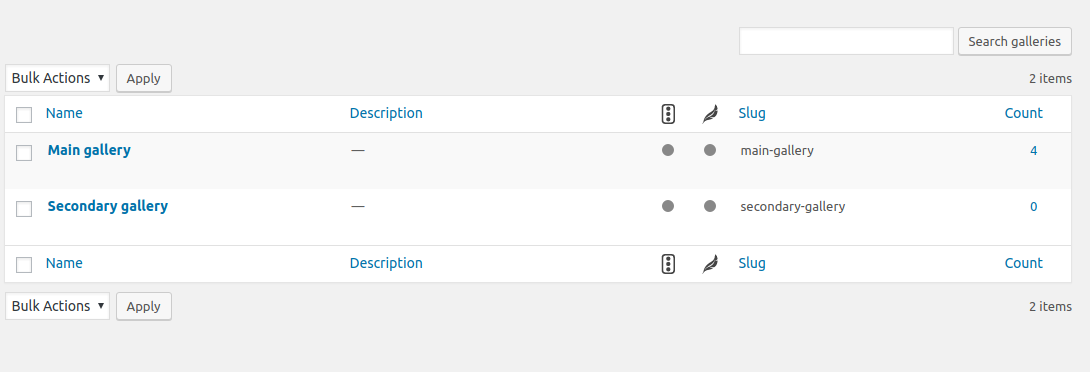 Search galleries
Bulk Actions Apply 2 items
Name Description Slug Count
Main gallery — main-gallery 4
Secondary gallery — secondary-gallery 0
Name Description Slug Count
Bulk Actions Apply 2 items